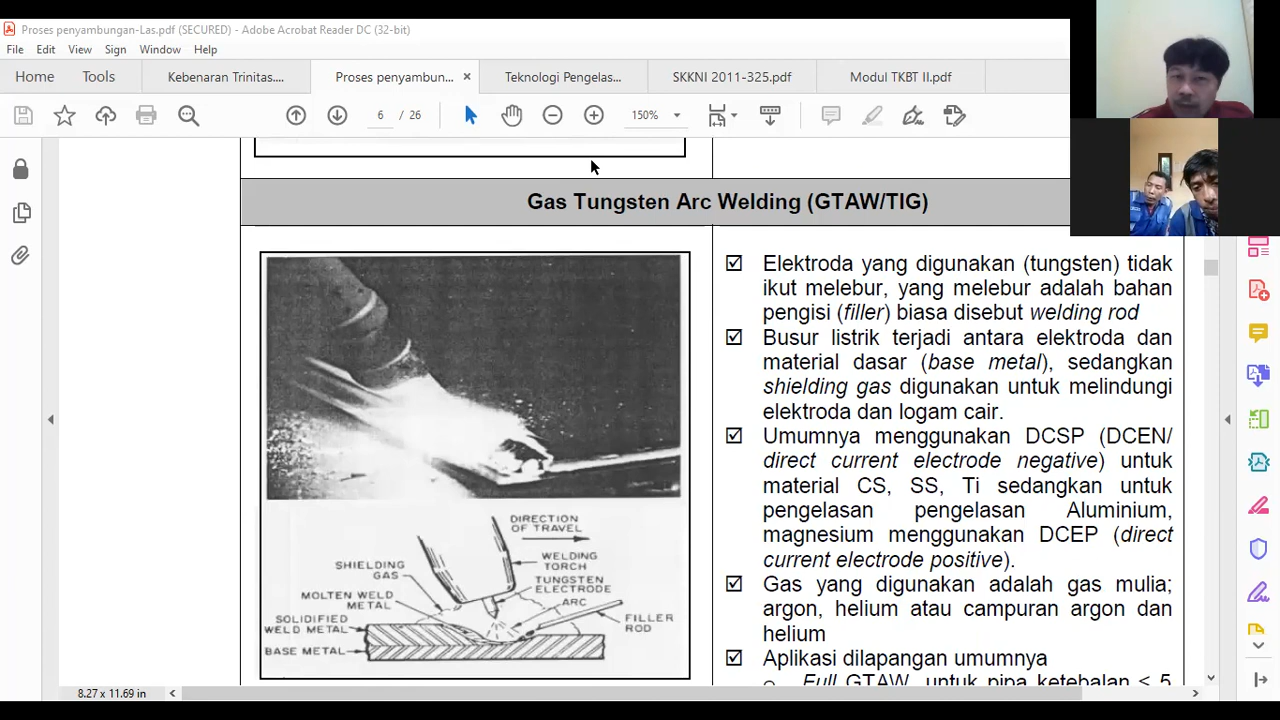 Proses penyambungan-Las.pdf (SECURED) - Adobe Acrobat Reader DC (32-bit)
File Edit View Sign Window Help
Home Tools Kebenaran Trinitas.... Proses penyambun... × Teknologi Pengelas... SKKNI 2011-325.pdf Modul TKBT II.pdf
6 / 26 150%
Gas Tungsten Arc Welding (GTAW/TIG)
DIRECTION
OF TRAVEL
SHIELDING
GAS
WELDING
TORCH
MOLTEN WELD
METAL
TUNGSTEN
ELECTRODE
ARC
SOLIDIFIED
WELD METAL
FILLER
ROD
BASE METAL
Elektroda yang digunakan (tungsten) tidak
ikut melebur, yang melebur adalah bahan
pengisi (filler) biasa disebut welding rod
Busur listrik terjadi antara elektroda dan
material dasar (base metal), sedangkan
shielding gas digunakan untuk melindungi
elektroda dan logam cair.
Umumnya menggunakan DCSP (DCEN/
direct current electrode negative) untuk
material CS, SS, Ti sedangkan untuk
pengelasan pengelasan Aluminium,
magnesium menggunakan DCEP (direct
current electrode positive).
Gas yang digunakan adalah gas mulia;
argon, helium atau campuran argon dan
helium
Aplikasi dilapangan umumnya
o Full GTAW, untuk pipa ketebalan ≤ 5
8.27 x 11.69 in